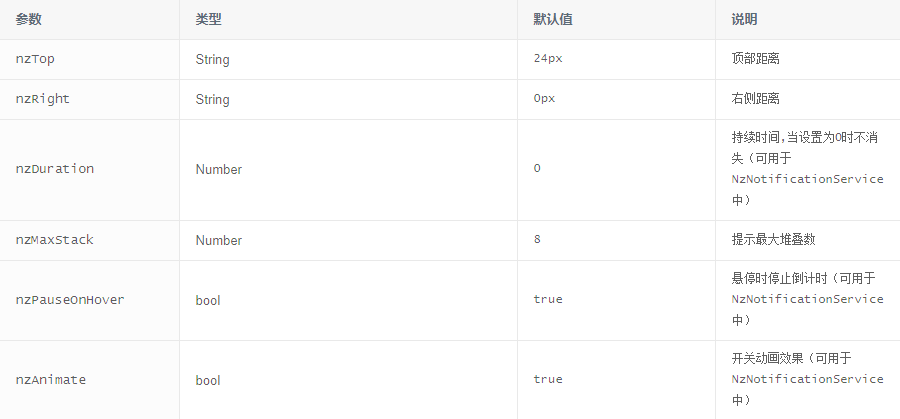 参数 类型 默认值 说明
nzTop String 24px 顶部距离
nzRight String 0px 右侧距离
nzDuration Number 0 持续时间,当设置为0时不消
失（可用于
NzNotificationService
中）
nzMaxStack Number 8 提示最大堆叠数
nzPauseOnHover bool true 悬停时停止倒计时（可用于
NzNotificationService
中）
nzAnimate bool true 开关动画效果（可用于
NzNotificationService
中）